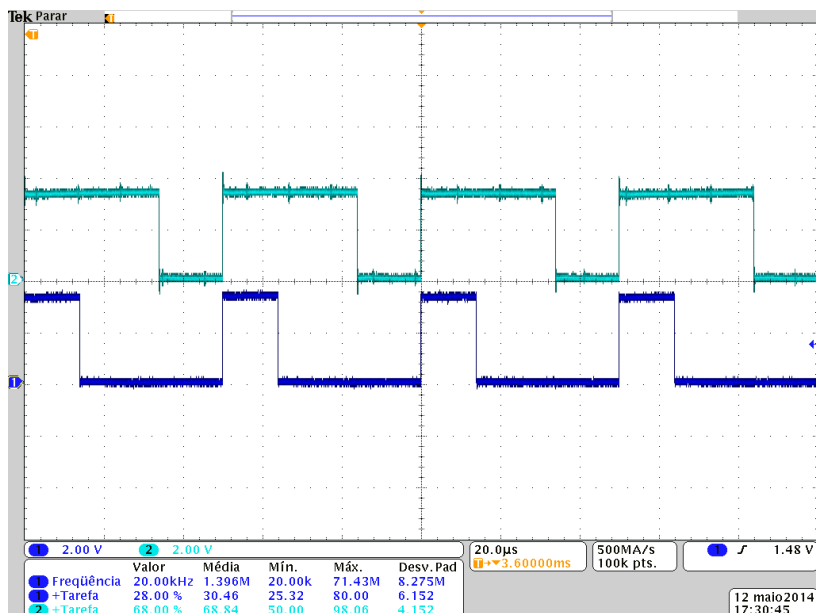 Tek Parar
T
T
2
1
1 2.00 V 2 2.00 V
20.0µs
T→▼3.60000ms
500MA/s
100k pts.
1 1.48 V
Valor Média Mín. Máx. Desv.Pad
1 Freqüência 20.00kHz 1.396M 20.00k 71.43M 8.275M
1 +Tarefa 28.00 % 30.46 25.32 80.00 6.152
2 +Tarefa 68.00 % 68.84 50.00 98.06 4.152
12 maio2014
17:30:45